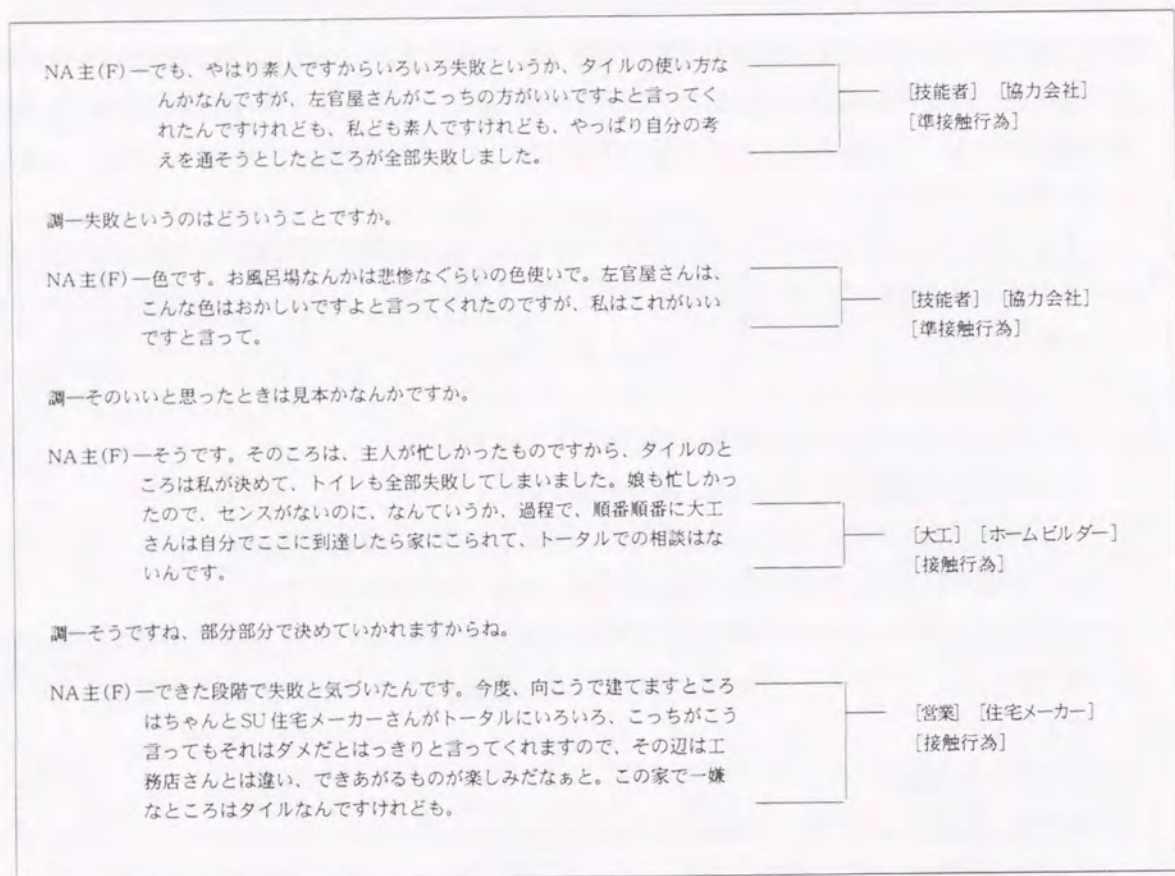 NA主(F)―でも、やはり素人ですからいろいろ失敗というか、タイルの使い方な
んかなんですが、左官屋さんがこっちの方がいいですよと言ってく
れたんですけれども、私ども素人ですけれども、やっぱり自分の考
えを通そうとしたところが全部失敗しました。
[技能者] [協力会社]
[準接触行為]
調―失敗というのはどういうことですか。
NA主(F)―色です。お風呂場なんかは悲惨なぐらいの色使いで。左官屋さんは、
こんな色はおかしいですよと言ってくれたのですが、私はこれがいい
ですと言って。
[技能者] [協力会社]
[準接触行為]
調―そのいいと思ったときは見本かなんかですか。
NA主(F)―そうです。そのころは、主人が忙しかったものですから、タイルのと
ころは私が決めて、トイレも全部失敗してしまいました。娘も忙しかっ
たので、センスがないのに、なんていうか、過程で、順番順番に大工
さんは自分でここに到達したら家にこられて、トータルでの相談はな
いんです。
[大工] [ホームビルダー]
[接触行為]
調―そうですね、部分部分で決めていかれますからね。
NA主(F)―できた段階で失敗と気づいたんです。今度、向こうで建てますところ
はちゃんとSU住宅メーカーさんがトータルにいろいろ、こっちがこう
言ってもそれはダメだとはっきりと言ってくれますので、その辺は工
務店さんとは違い、できあがるものが楽しみだなぁと。この家で一嫌
なところはタイルなんですけれども。
[営業] [住宅メーカー]
[接触行為]